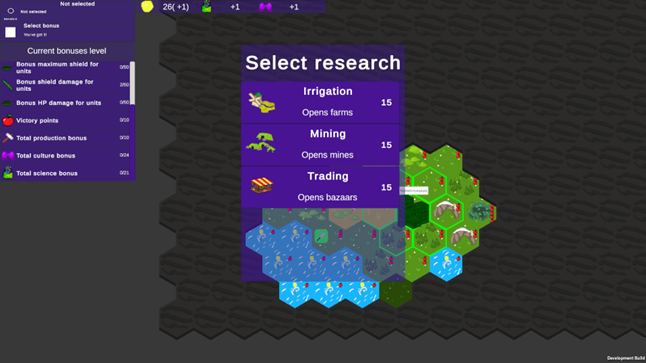 Not selected
Not selected
Select bonus
You've got it!
Current bonuses level
Bonus maximum shield for
units
0/50
Bonus shield damage for
units
2/50
Bonus HP damage for units
0/50
Victory points
0/10
Total production bonus
0/10
Total culture bonus
0/24
Total science bonus
0/21
26( +1)
+1
+1
Select research
Irrigation
15
Opens farms
Mining
15
Opens mines
Trading
15
Opens bazaars
Development Build